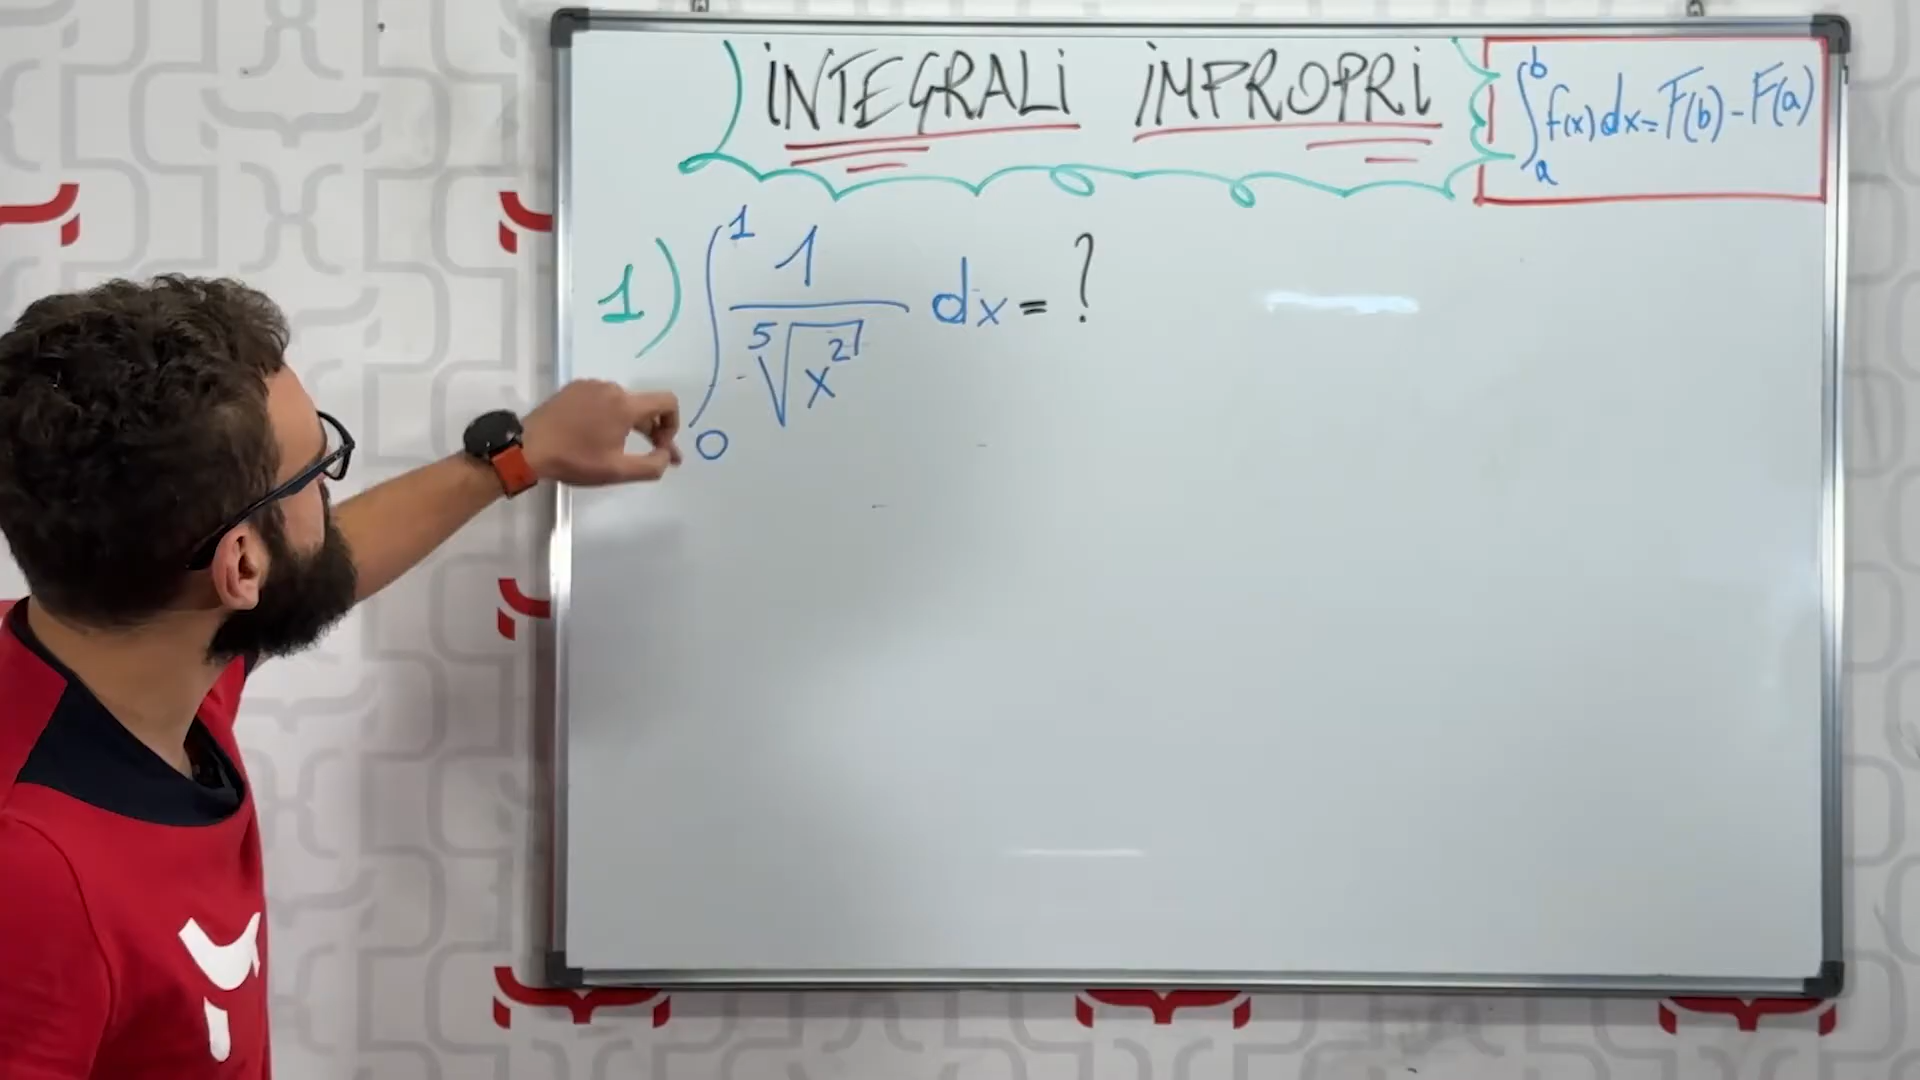 INTEGRALI IMPROPRI
∫_a^b f(x) dx = F(b) - F(a)
1) ∫_0^1 1/⁵√x² dx = ?